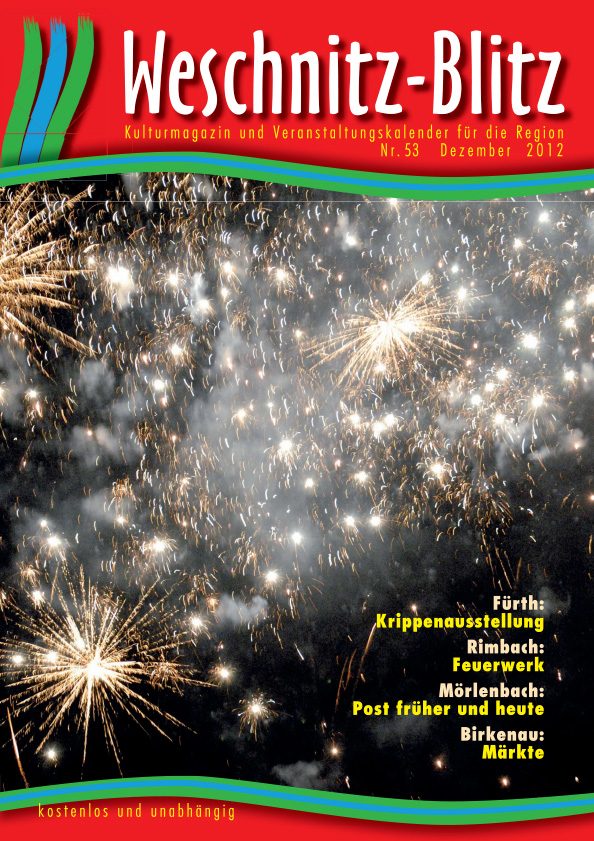 Weschnitz-Blitz
Kulturmagazin und Veranstaltungskalender für die Region
Nr. 53 Dezember 2012
Fürth:
Krippenausstellung
Rimbach:
Feuerwerk
Mörlenbach:
Post früher und heute
Birkenau:
Märkte
kostenlos und unabhängig